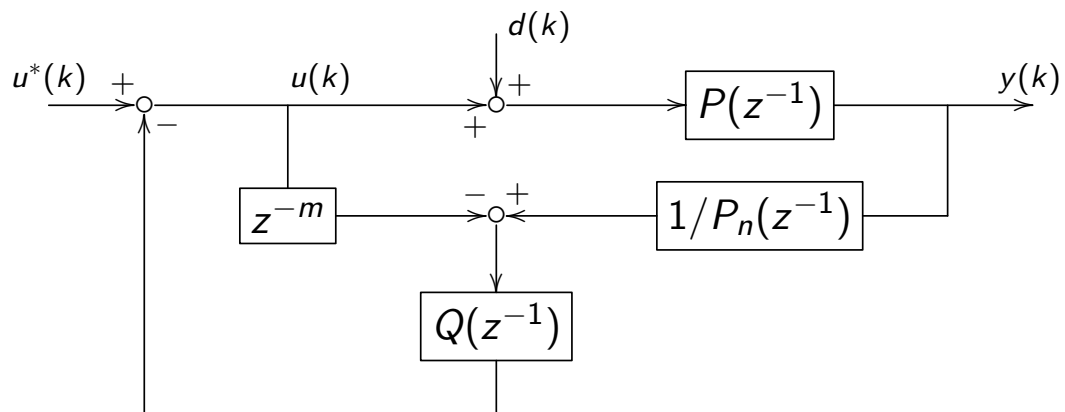 d(k)
u*(k) + u(k) + y(k)
− + P(z⁻¹)
z⁻ᵐ − + 1/Pₙ(z⁻¹)
Q(z⁻¹)